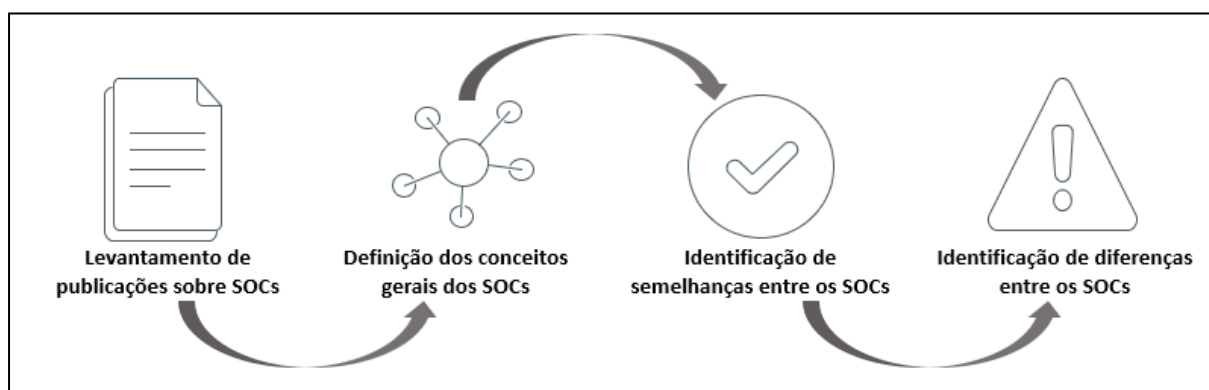 Levantamento de
publicações sobre SOCs
Definição dos conceitos
gerais dos SOCs
Identificação de
semelhanças entre os SOCs
Identificação de diferenças
entre os SOCs